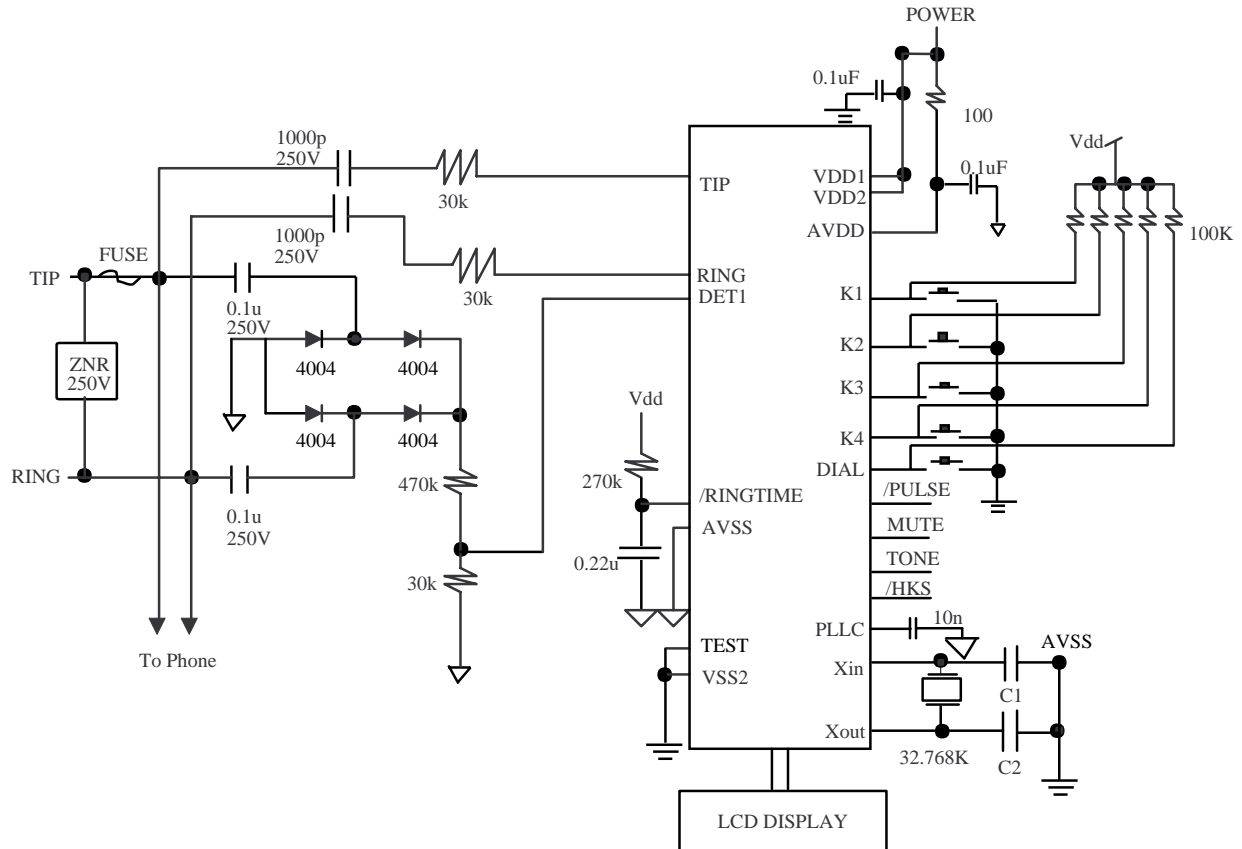 POWER
0.1uF
100
1000p
250V
Vdd
0.1uF
TIP
VDD1
VDD2
30k
1000p
250V
AVDD
100K
FUSE
TIP
RING
30k
DET1
K1
0.1u
250V
K2
ZNR
250V
4004
4004
K3
Vdd
4004
4004
K4
RING
DIAL
470k
270k
/RINGTIME
/PULSE
0.1u
250V
AVSS
MUTE
0.22u
TONE
30k
/HKS
10n
PLLC
To Phone
TEST
AVSS
VSS2
Xin
C1
Xout
32.768K
C2
LCD DISPLAY